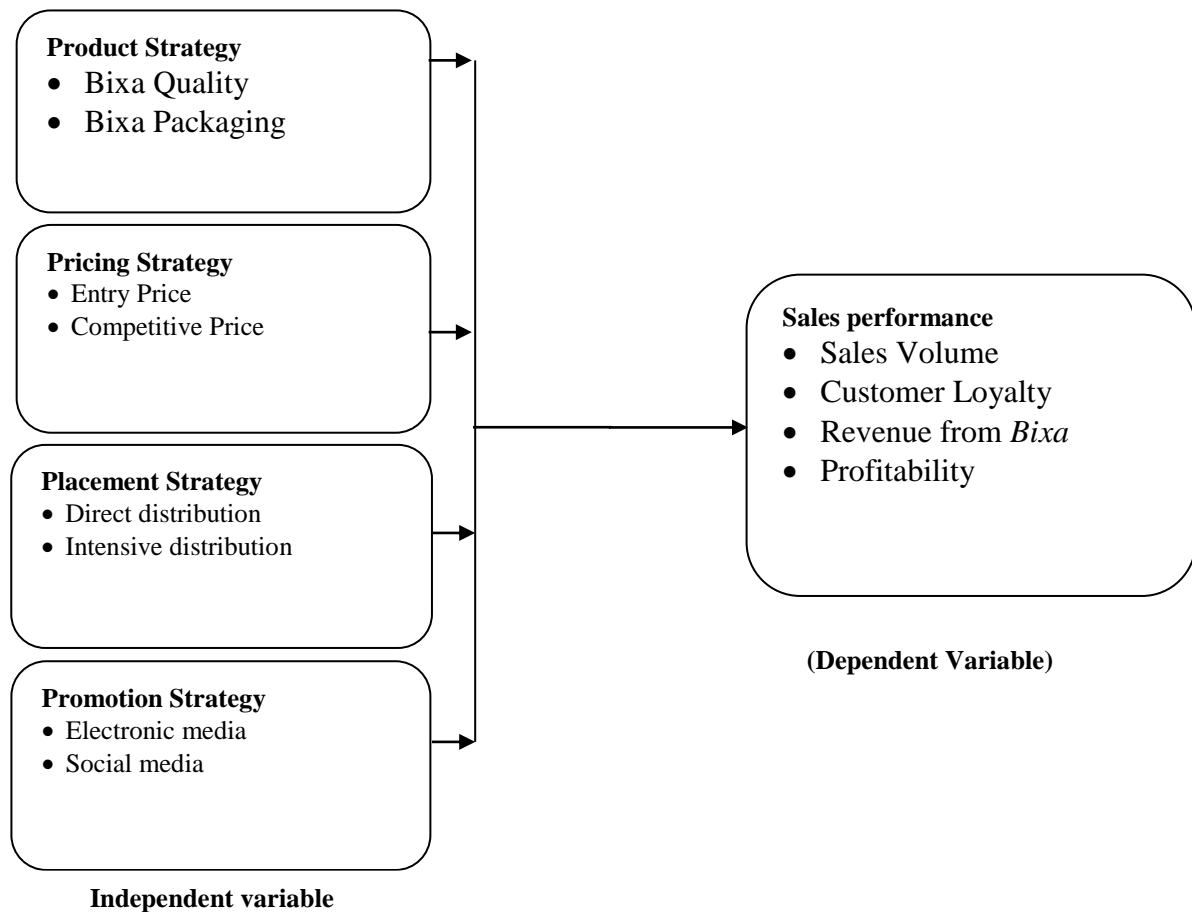 Product Strategy
• Bixa Quality
• Bixa Packaging
Pricing Strategy
• Entry Price
• Competitive Price
Placement Strategy
• Direct distribution
• Intensive distribution
Promotion Strategy
• Electronic media
• Social media
Independent variable
Sales performance
• Sales Volume
• Customer Loyalty
• Revenue from Bixa
• Profitability
(Dependent Variable)